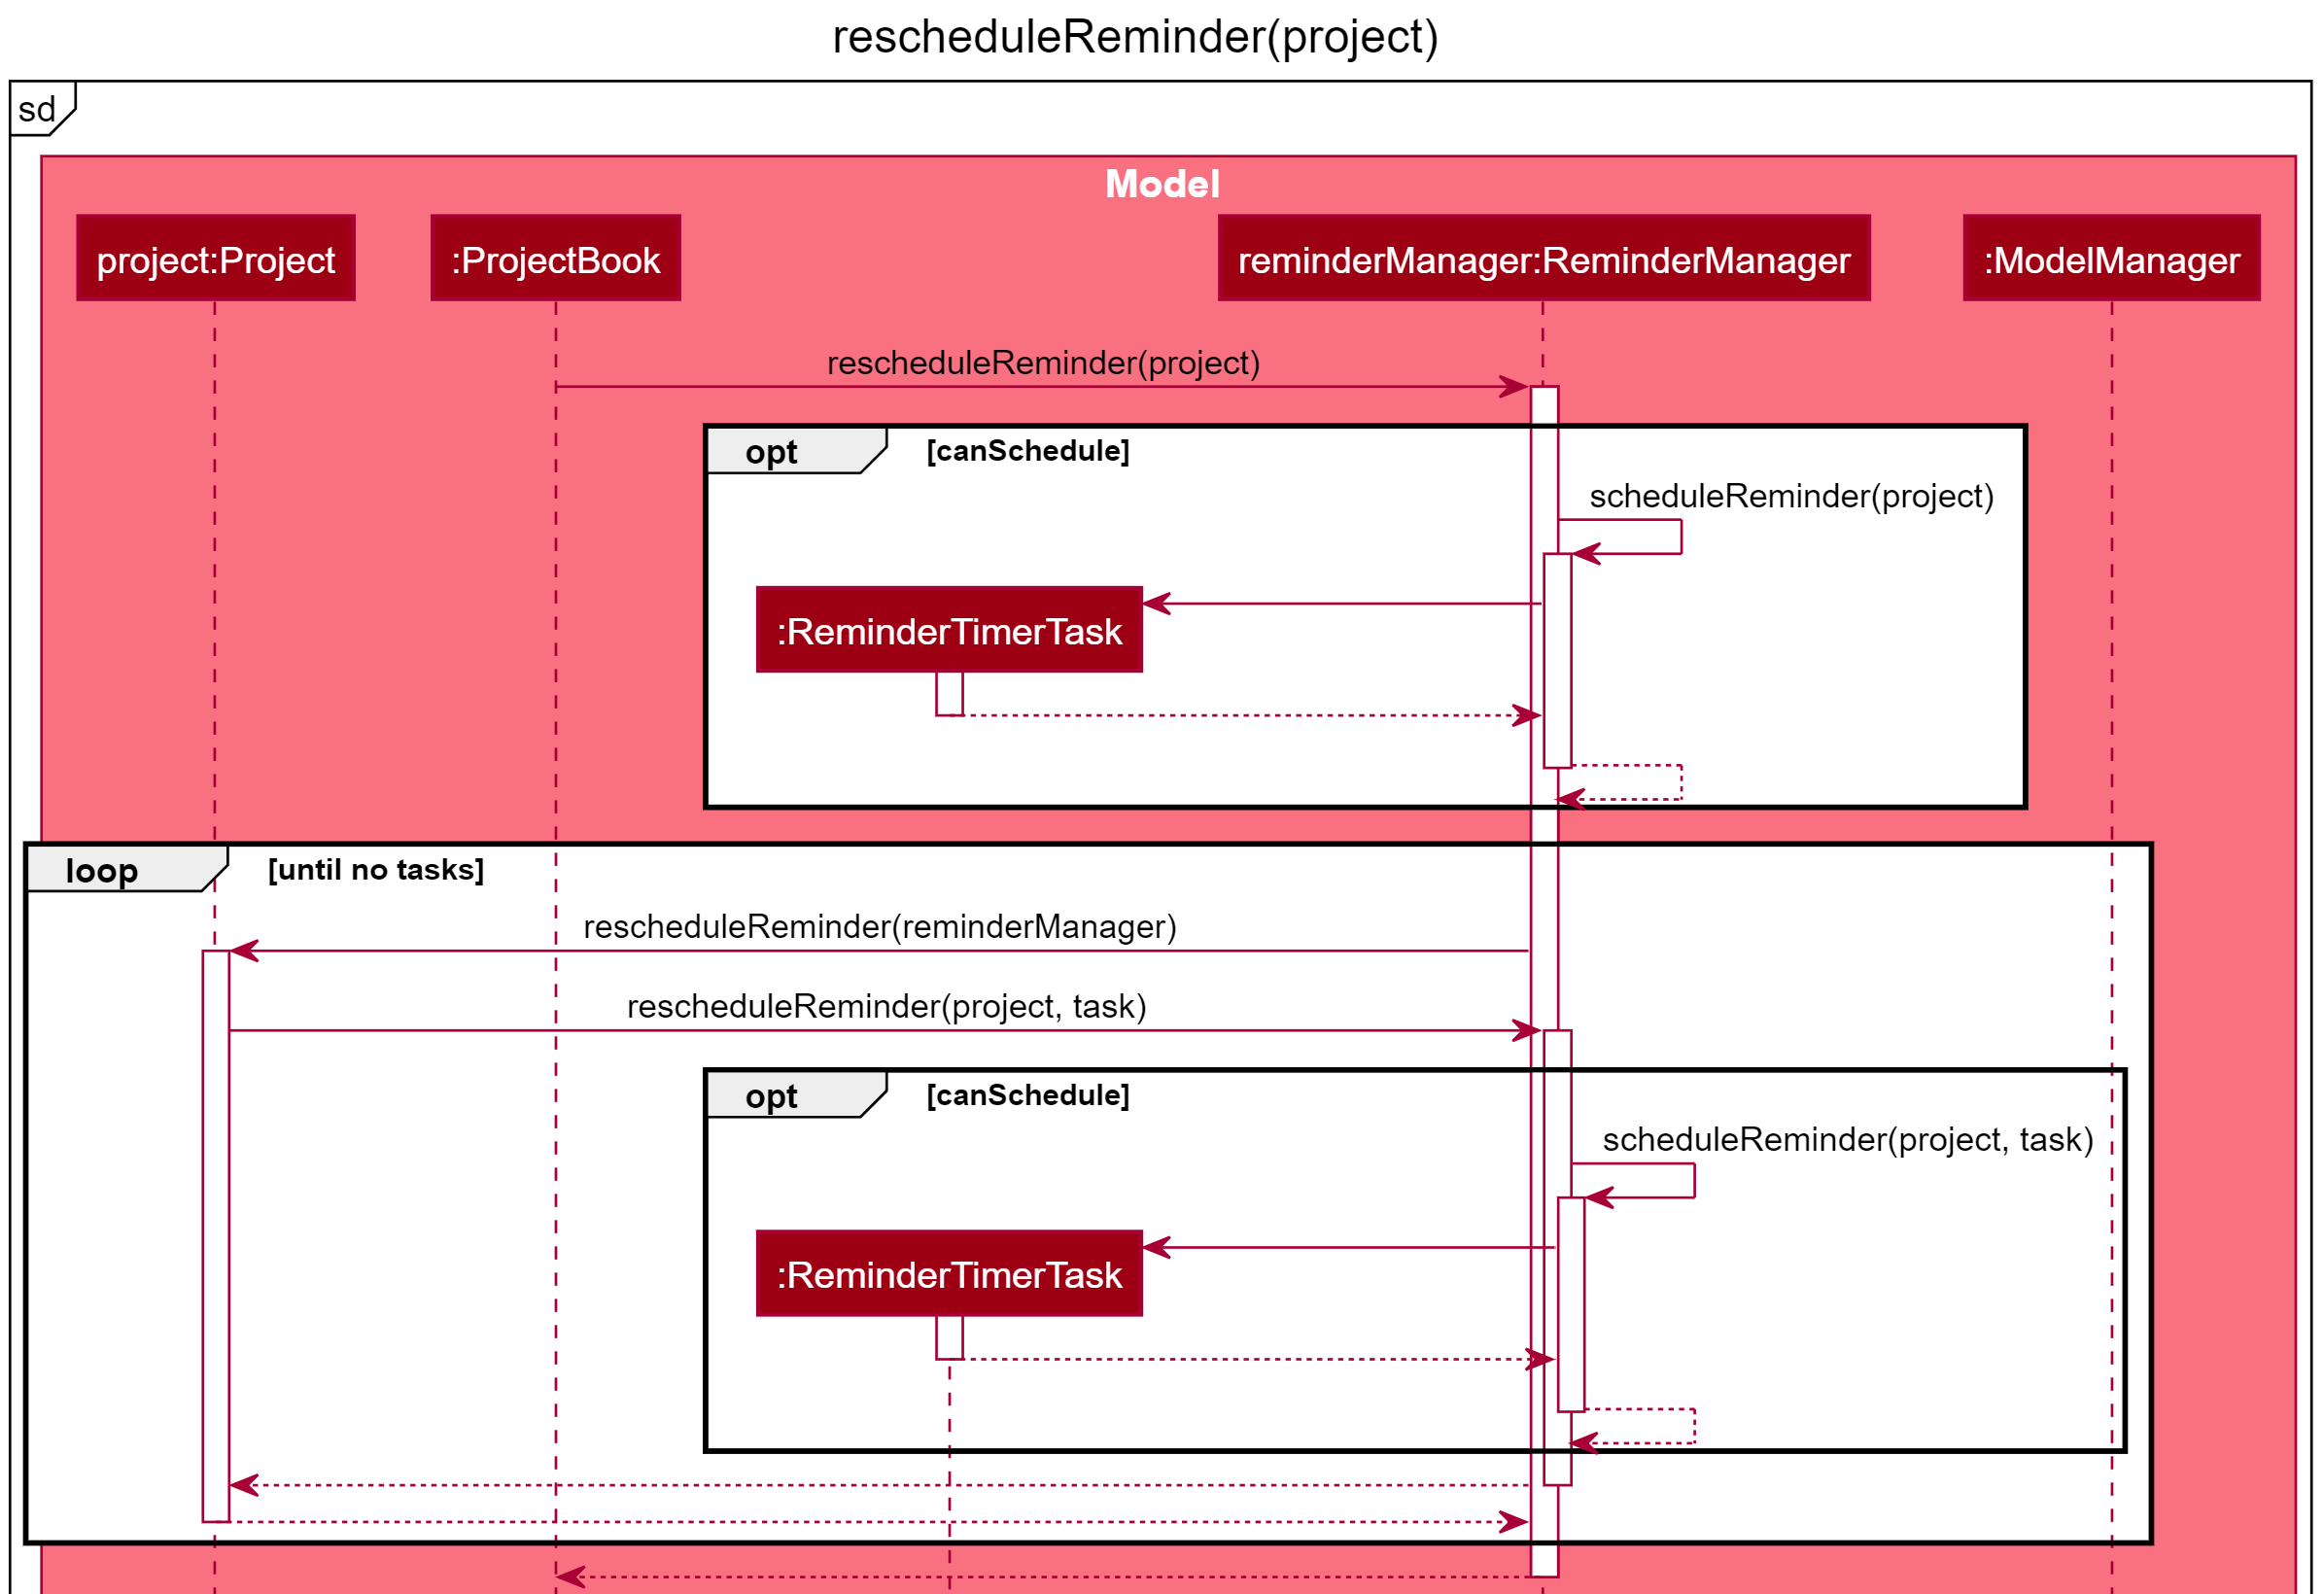 rescheduleReminder(project)
sd
Model
project:Project
:ProjectBook
reminderManager:ReminderManager
:ModelManager
rescheduleReminder(project)
opt
[canSchedule]
scheduleReminder(project)
:ReminderTimerTask
loop
[until no tasks]
rescheduleReminder(reminderManager)
rescheduleReminder(project, task)
opt
[canSchedule]
scheduleReminder(project, task)
:ReminderTimerTask